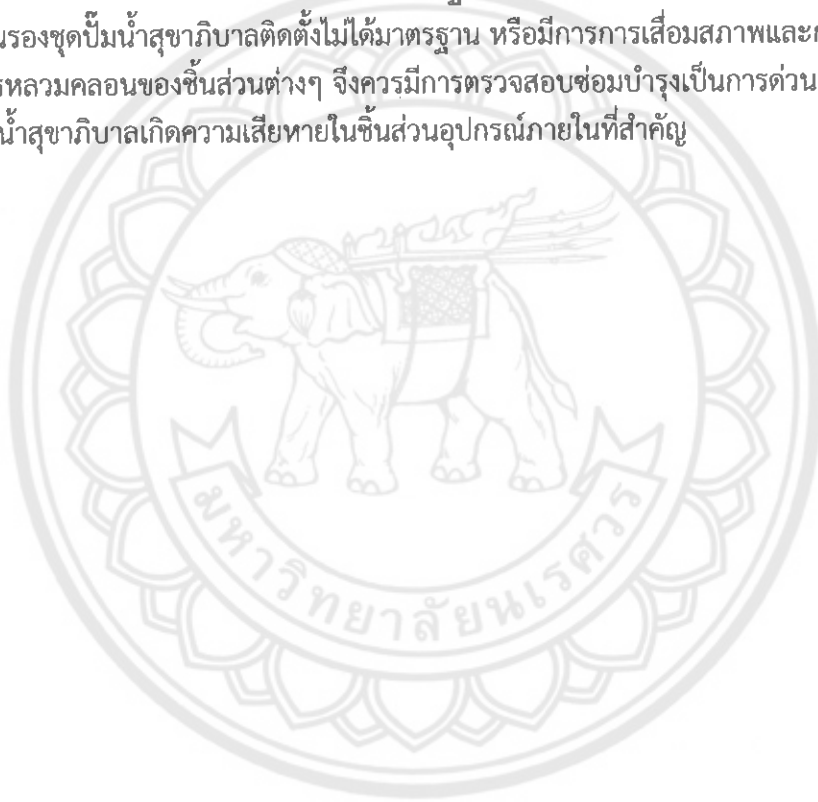 นรองชุดปั๊มน้ำสุขาภิบาลติดตั้งไม่ได้มาตรฐาน หรือมีการการเสื่อมสภาพและ
รหลวมคลอนของชิ้นส่วนต่างๆ จึงควรมีการตรวจสอบซ่อมบำรุงเป็นการด่วน
น้ำสุขาภิบาลเกิดความเสียหายในชิ้นส่วนอุปกรณ์ภายในที่สำคัญ
มหาวิทยาลัยนเรศวร